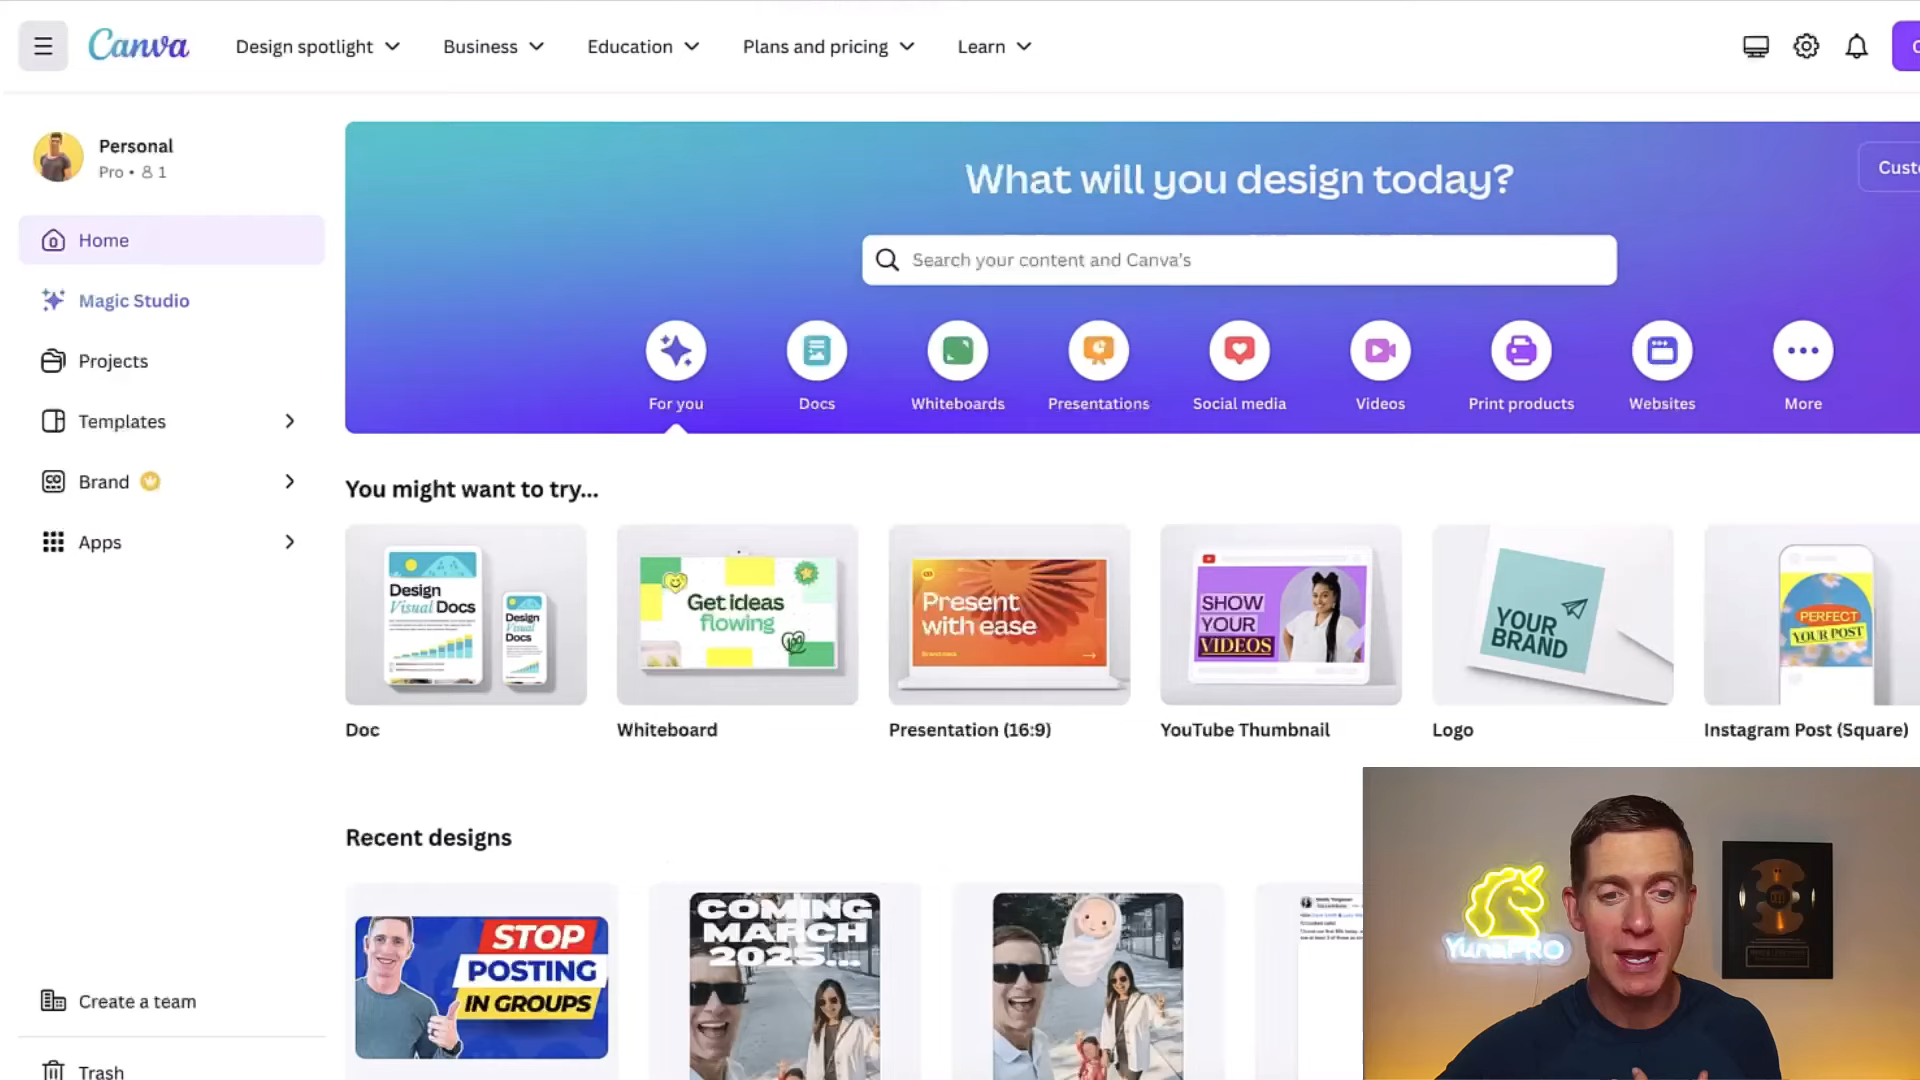 Canva
Design spotlight
Business
Education
Plans and pricing
Learn
Personal
Pro • 1
Home
Magic Studio
Projects
Templates
Brand
Apps
Create a team
Trash
What will you design today?
Search your content and Canva's
For you
Docs
Whiteboards
Presentations
Social media
Videos
Print products
Websites
More
You might want to try...
Design
Visual Docs
Design
Visual
Docs
Get ideas
flowing
Present
with ease
SHOW
YOUR
VIDEOS
YOUR
BRAND
PERFECT
YOUR POST
Doc
Whiteboard
Presentation (16:9)
YouTube Thumbnail
Logo
Instagram Post (Square)
Recent designs
STOP
POSTING
IN GROUPS
COMING
MARCH
2025...
YunaPRO